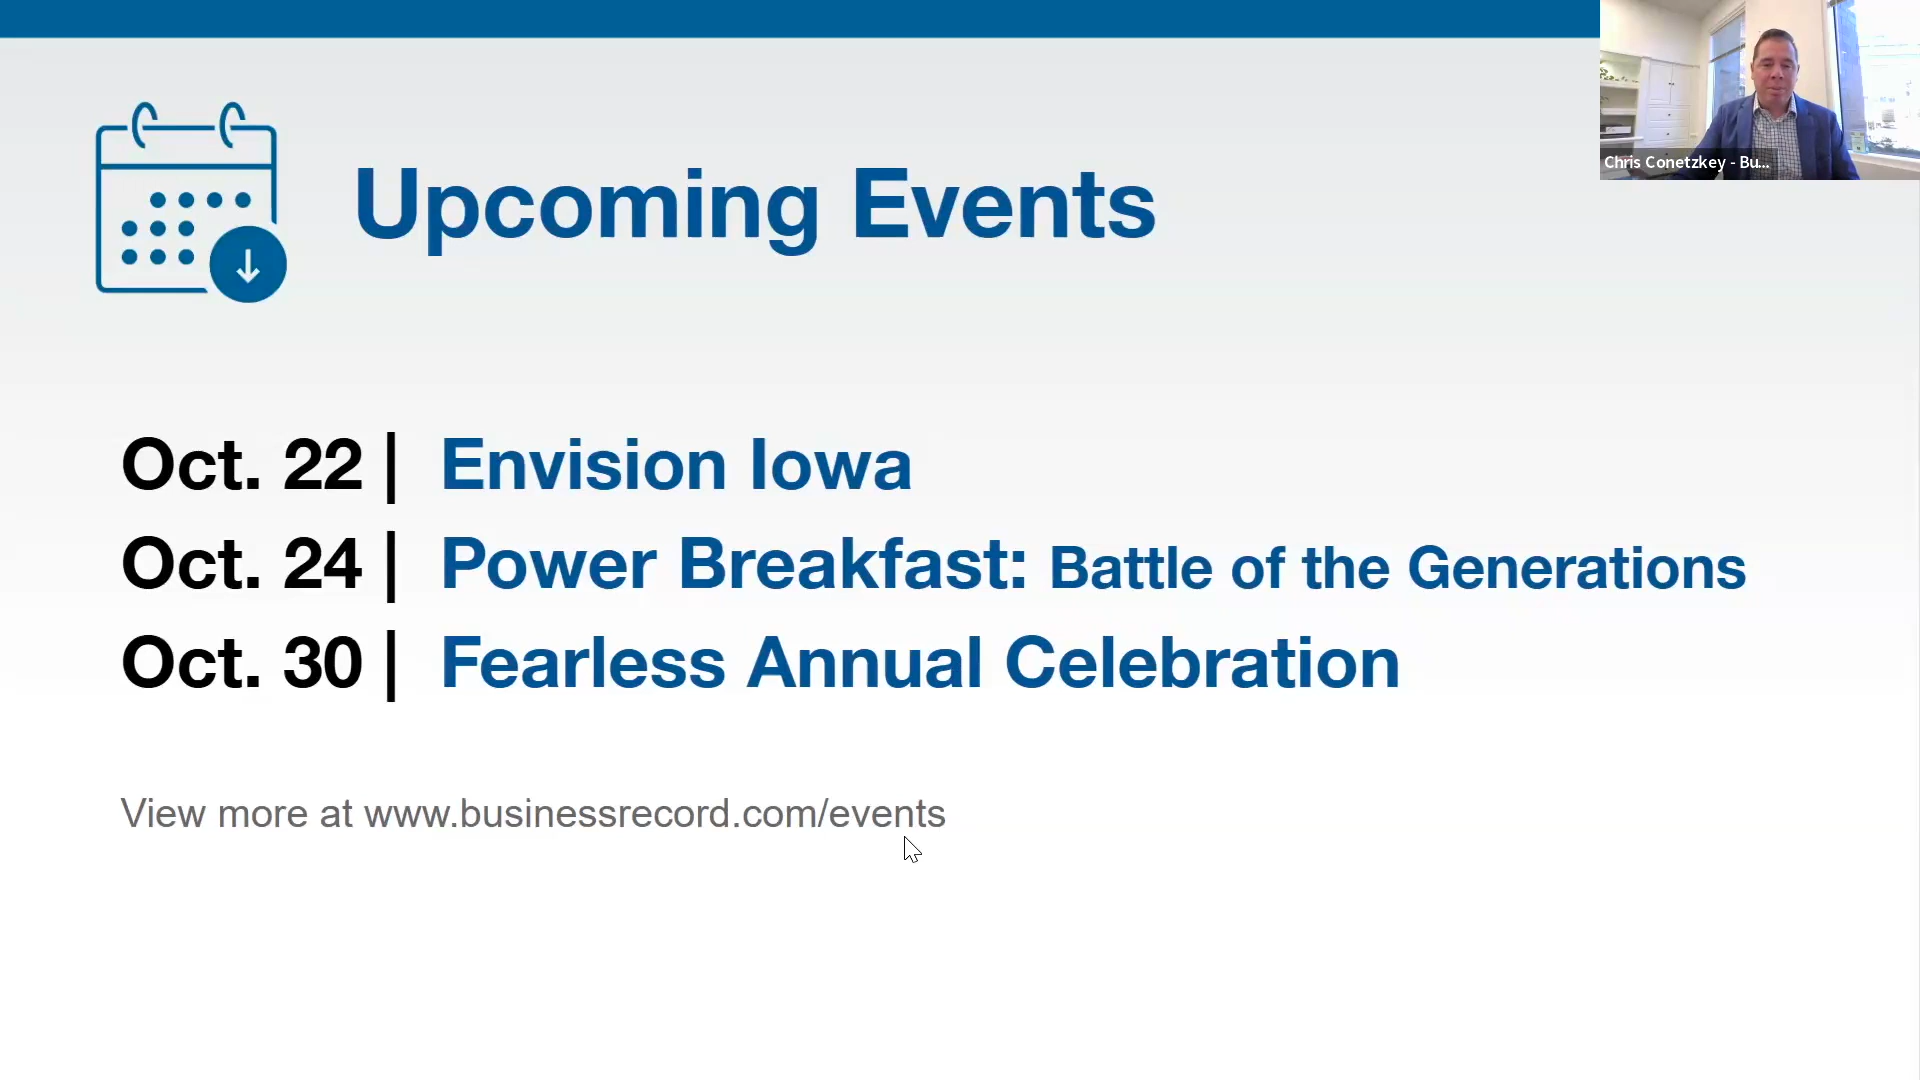 Upcoming Events
Chris Conetzkey - Bu...
Oct. 22 | Envision Iowa
Oct. 24 | Power Breakfast: Battle of the Generations
Oct. 30 | Fearless Annual Celebration
View more at www.businessrecord.com/events